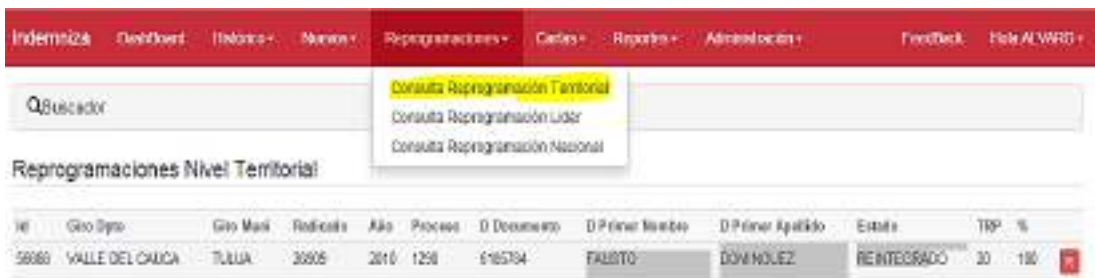 Indemniza DashBoard Histórico Nuevos Reprogramaciones Cartas Reportes Administración FeedBack Hola ALVARO
Consulta Reprogramación Territorial
Buscador
Consulta Reprogramación Lider
Consulta Reprogramación Nacional
Reprogramaciones Nivel Territorial
Id Giro Dpto Giro Muni Radicado Año Proceso D Documento D Primer Nombre D Primer Apellido Estado TRP %
VALLE DEL CAUCA TULUA 2010 1298 FAUSTO DOMINGUEZ REINTEGRADO 30 100